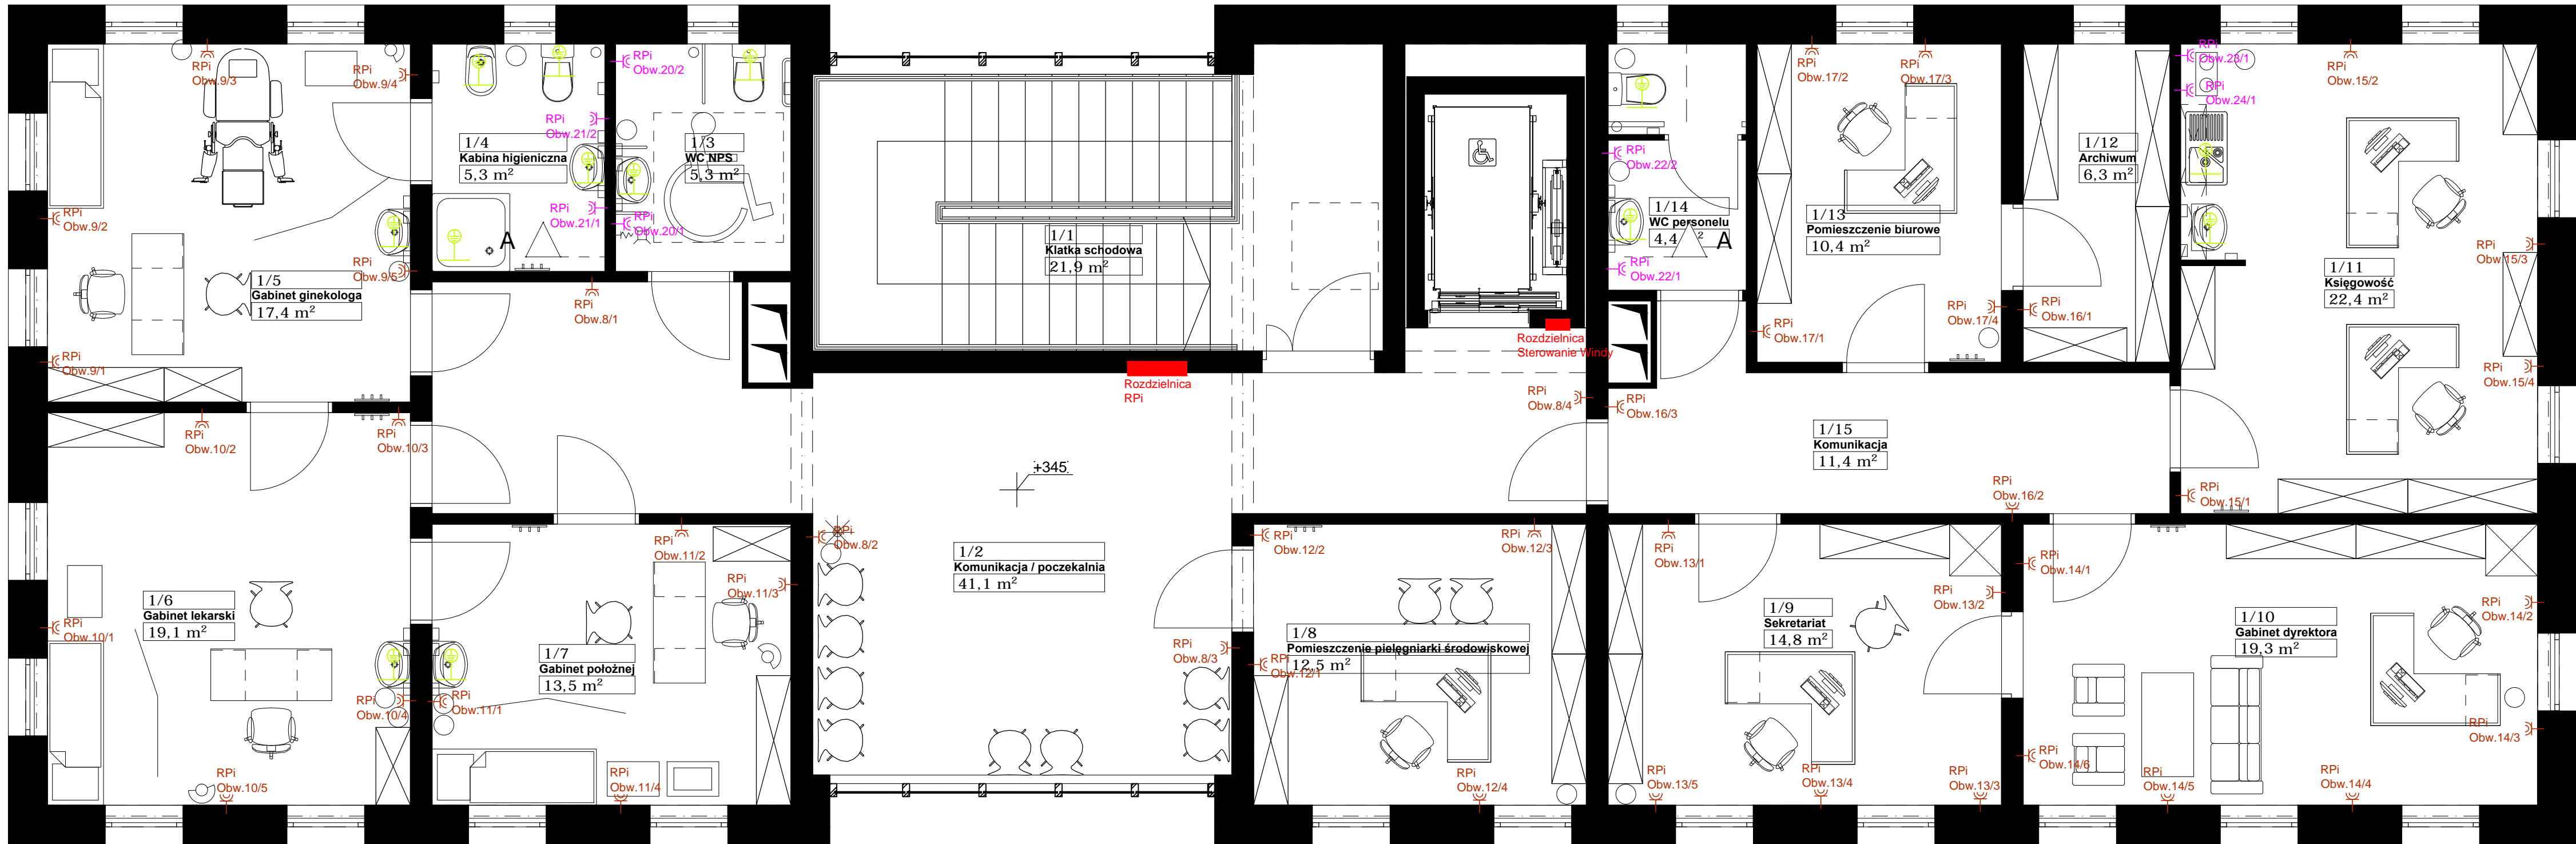 RPi
Obw.9/3
RPi
Obw.9/4
RPi
Obw.9/2
RPi
Obw.9/5
RPi
Obw.9/1
1/5
Gabinet ginekologa
17,4 m²
1/4
Kabina higieniczna
5,3 m²
RPi
Obw.21/2
RPi
Obw.21/1
A
RPi
Obw.20/2
1/3
WC NPS
5,3 m²
RPi
Obw.20/1
RPi
Obw.8/1
1/1
Klatka schodowa
21,9 m²
Rozdzielnica
RPi
Rozdzielnica
Sterowanie Windy
RPi
Obw.8/4
RPi
Obw.22/2
1/14
WC personelu
4,4 m²
A
RPi
Obw.22/1
RPi
Obw.17/2
RPi
Obw.17/3
1/13
Pomieszczenie biurowe
10,4 m²
RPi
Obw.17/1
RPi
Obw.17/4
1/12
Archiwum
6,3 m²
RPi
Obw.16/1
RPi
Obw.23/1
RPi
Obw.24/1
RPi
Obw.15/2
RPi
Obw.15/3
1/11
Księgowość
22,4 m²
RPi
Obw.15/4
RPi
Obw.15/1
RPi
Obw.16/3
1/15
Komunikacja
11,4 m²
RPi
Obw.16/2
RPi
Obw.10/2
RPi
Obw.10/3
1/6
Gabinet lekarski
19,1 m²
RPi
Obw.10/1
RPi
Obw.10/4
RPi
Obw.10/5
RPi
Obw.11/2
RPi
Obw.11/3
1/7
Gabinet położnej
13,5 m²
RPi
Obw.11/1
RPi
Obw.11/4
+345
RPi
Obw.8/2
1/2
Komunikacja / poczekalnia
41,1 m²
RPi
Obw.8/3
RPi
Obw.12/2
RPi
Obw.12/3
1/8
Pomieszczenie pielęgniarki środowiskowej
12,5 m²
RPi
Obw.12/1
RPi
Obw.12/4
RPi
Obw.13/1
RPi
Obw.13/2
1/9
Sekretariat
14,8 m²
RPi
Obw.13/5
RPi
Obw.13/4
RPi
Obw.13/3
RPi
Obw.14/1
RPi
Obw.14/2
1/10
Gabinet dyrektora
19,3 m²
RPi
Obw.14/3
RPi
Obw.14/6
RPi
Obw.14/5
RPi
Obw.14/4